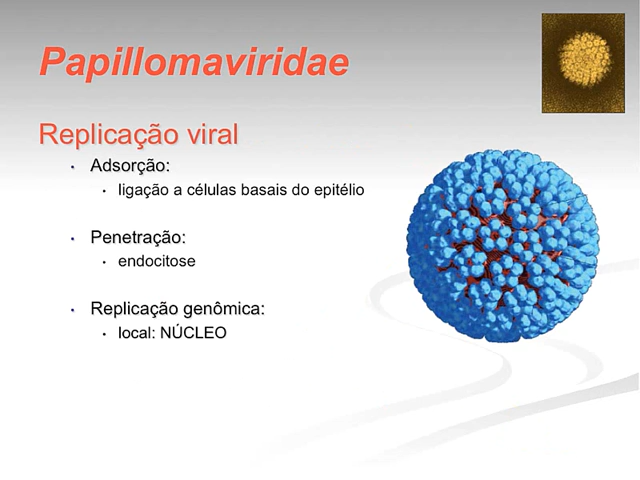 Papillomaviridae
Replicação viral
• Adsorção:
• ligação a células basais do epitélio
• Penetração:
• endocitose
• Replicação genômica:
• local: NÚCLEO